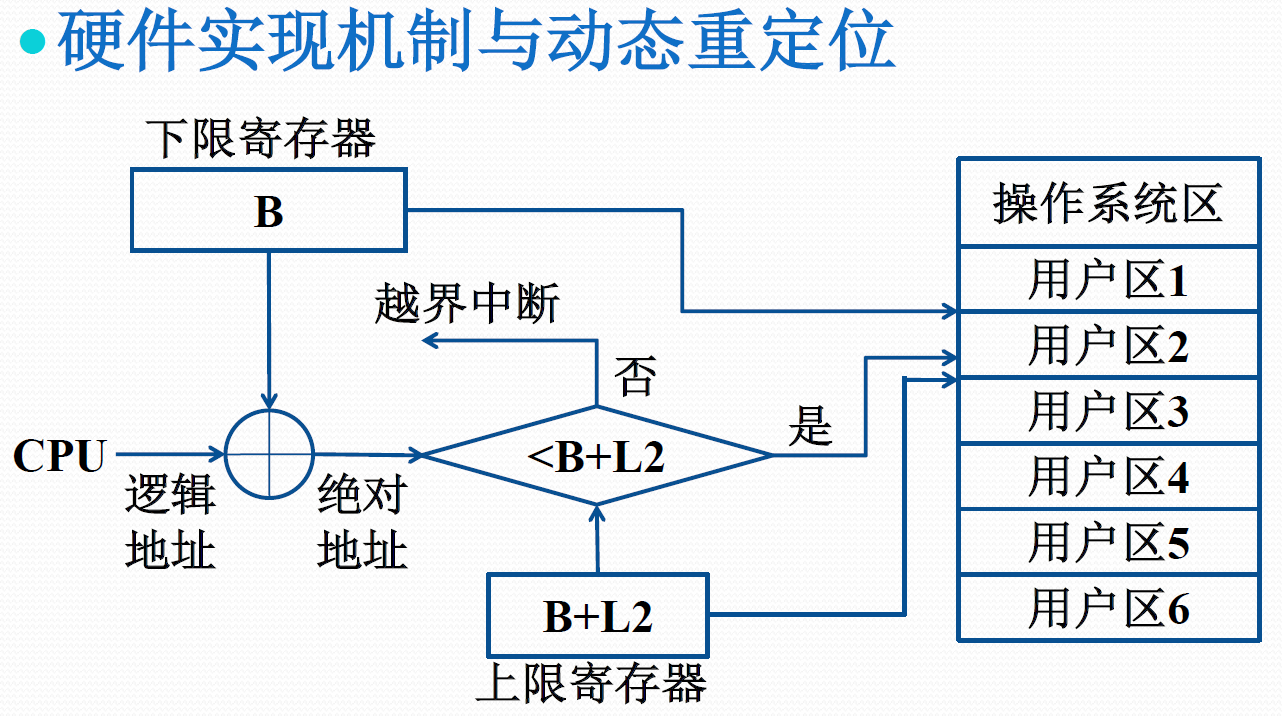 •硬件实现机制与动态重定位
下限寄存器
B
操作系统区
用户区1
用户区2
用户区3
用户区4
用户区5
用户区6
越界中断
否
是
CPU
逻辑
地址
绝对
地址
<B+L2
B+L2
上限寄存器